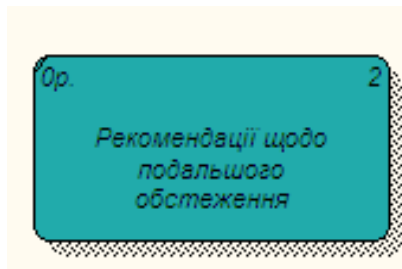 0р. 2
Рекомендації щодо
подальшого
обстеження